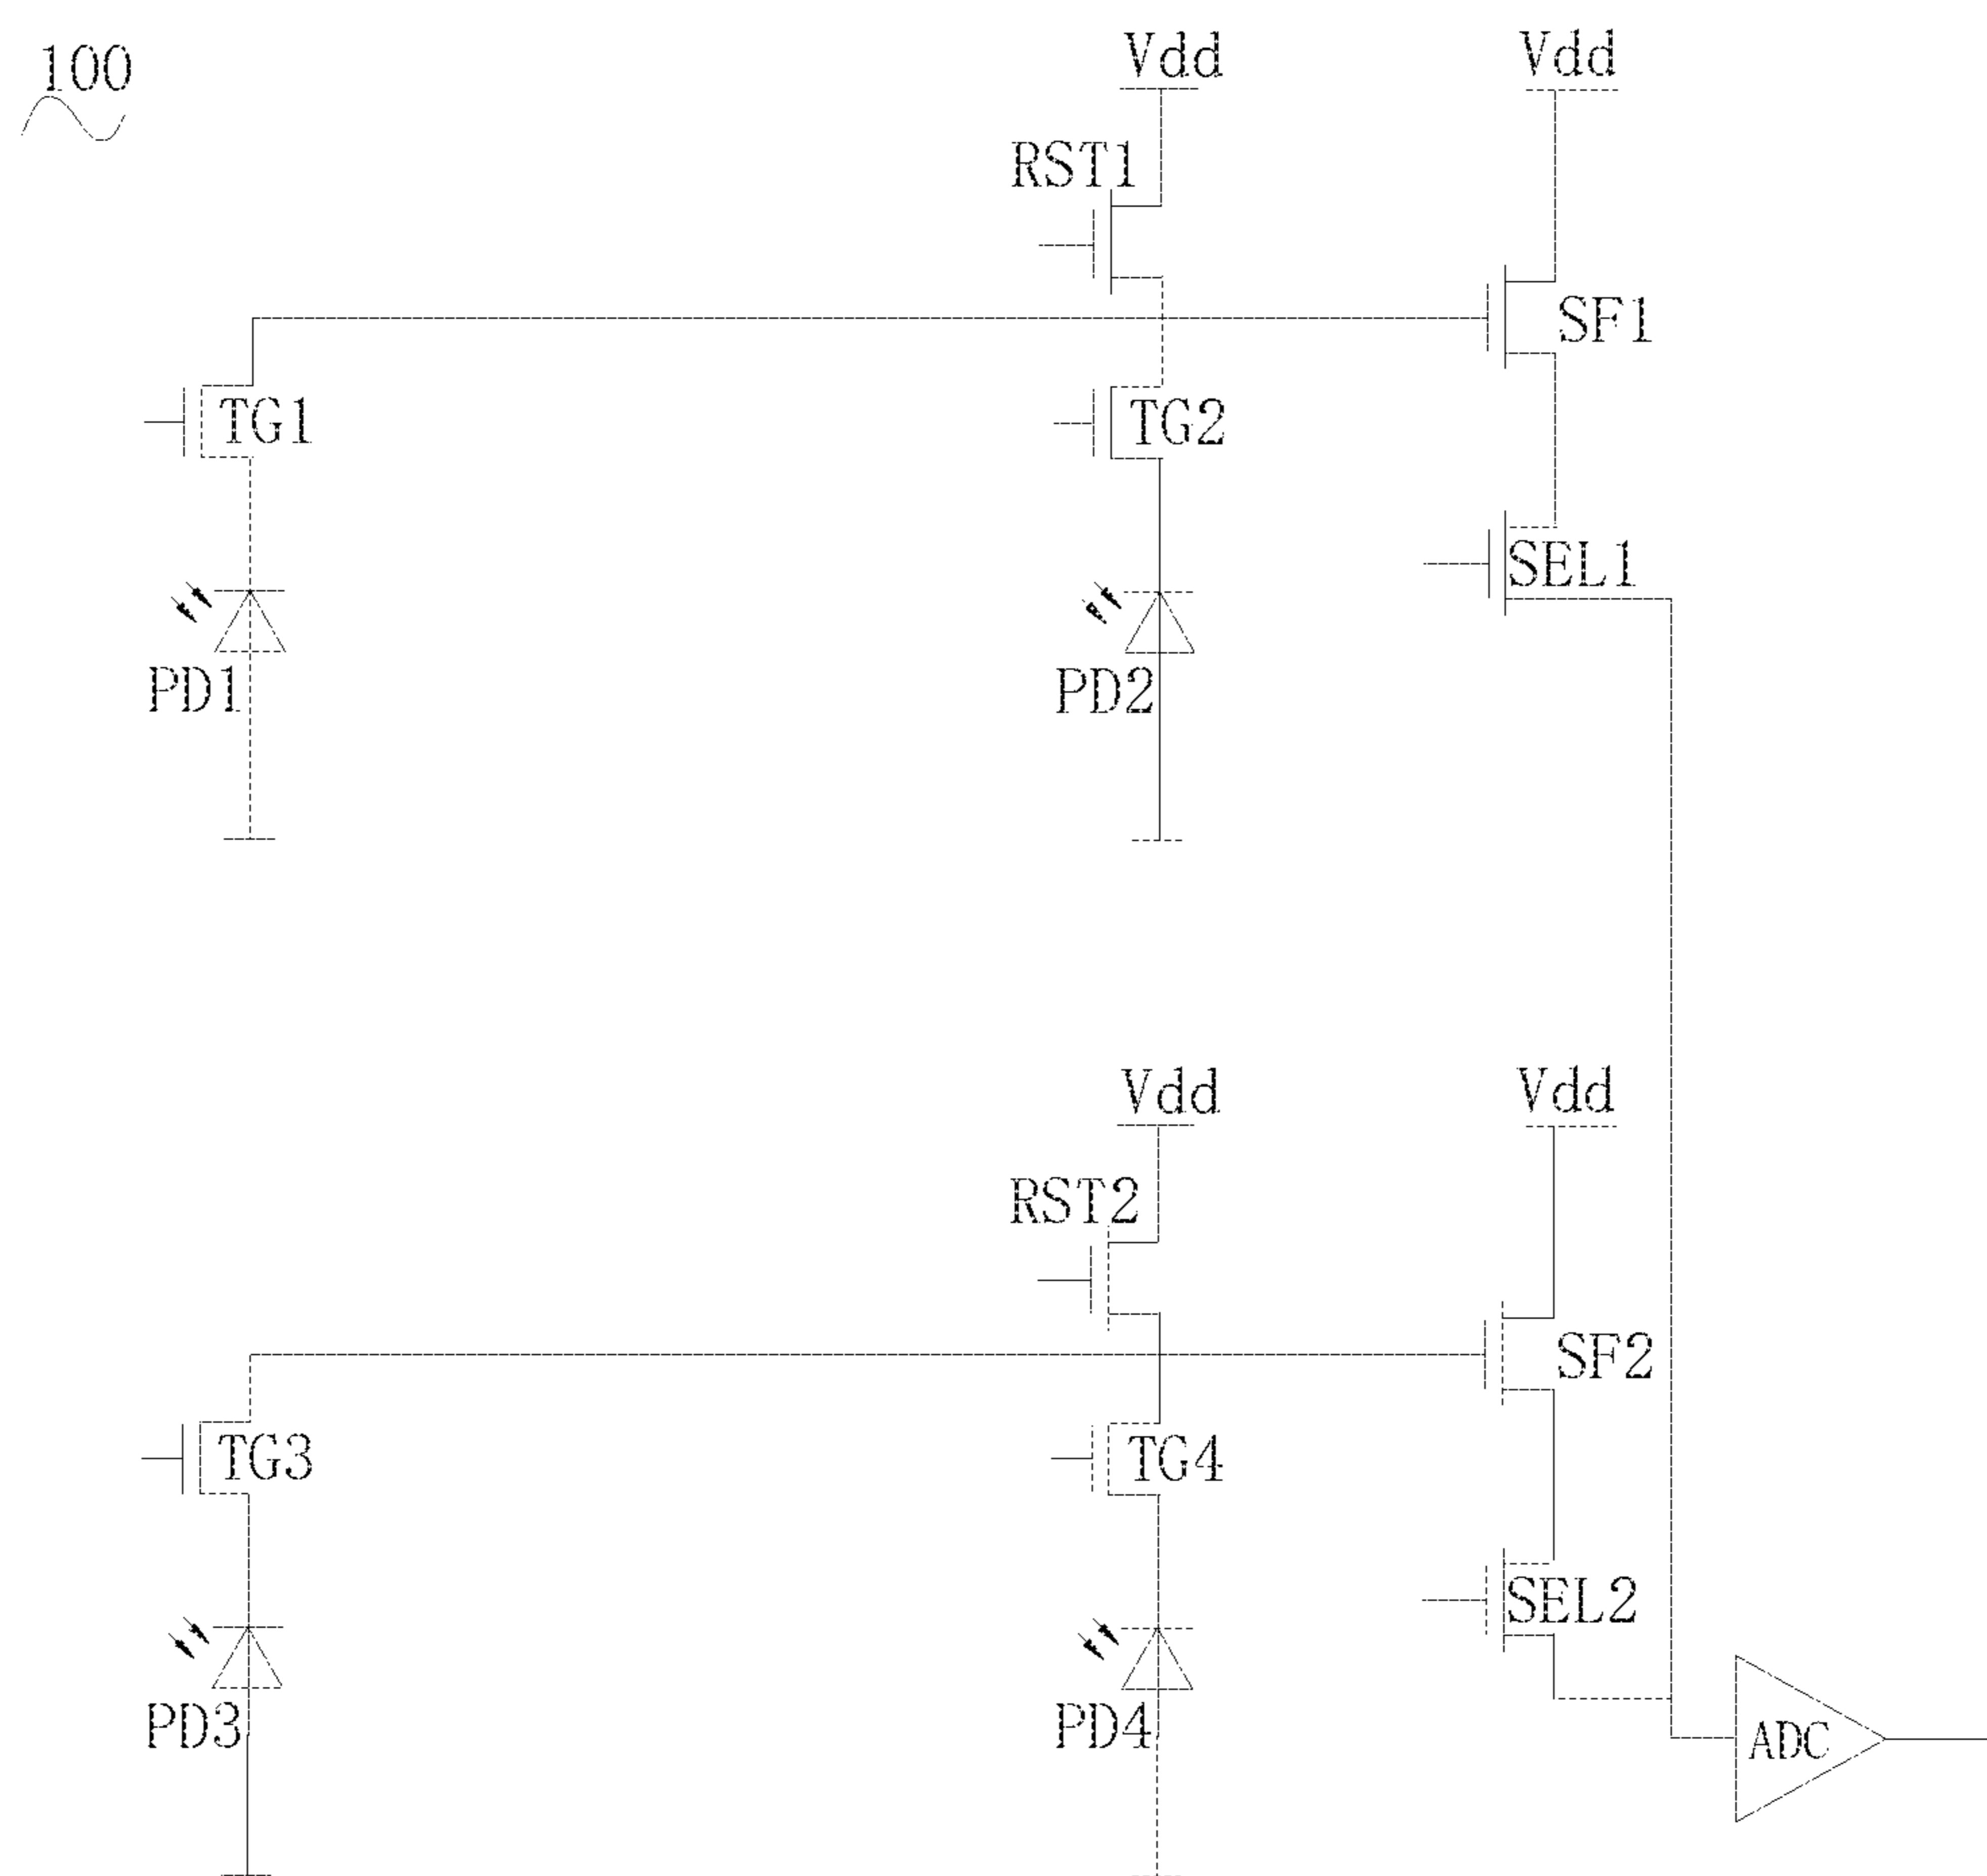 100
Vdd
Vdd
RST1
SF1
TG1
TG2
SEL1
PD1
PD2
Vdd
Vdd
RST2
SF2
TG3
TG4
SEL2
PD3
PD4
ADC